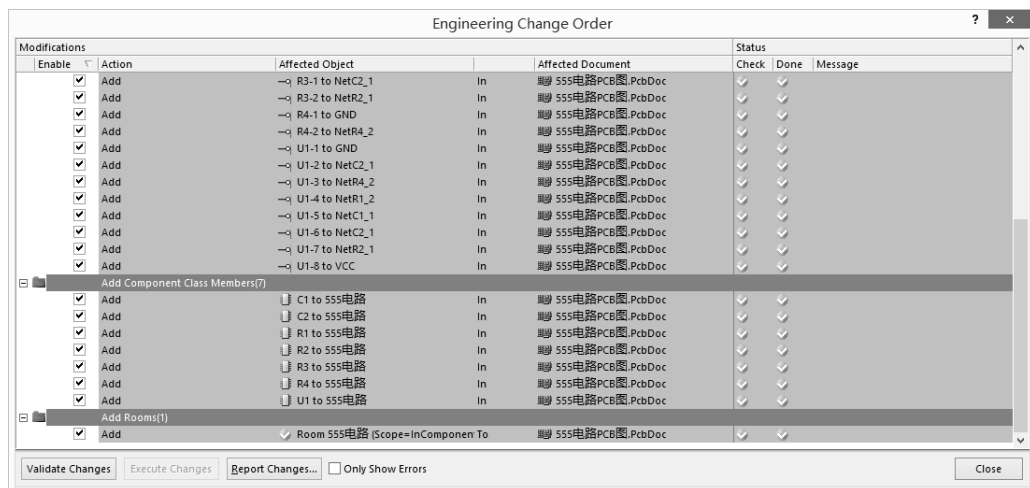 Engineering Change Order
? ×
Modifications Status
Enable Action Affected Object Affected Document Check Done Message
Add R3-1 to NetC2_1 In 555电路PCB图.PcbDoc
Add R3-2 to NetR2_1 In 555电路PCB图.PcbDoc
Add R4-1 to GND In 555电路PCB图.PcbDoc
Add R4-2 to NetR4_2 In 555电路PCB图.PcbDoc
Add U1-1 to GND In 555电路PCB图.PcbDoc
Add U1-2 to NetC2_1 In 555电路PCB图.PcbDoc
Add U1-3 to NetR4_2 In 555电路PCB图.PcbDoc
Add U1-4 to NetR1_2 In 555电路PCB图.PcbDoc
Add U1-5 to NetC1_1 In 555电路PCB图.PcbDoc
Add U1-6 to NetC2_1 In 555电路PCB图.PcbDoc
Add U1-7 to NetR2_1 In 555电路PCB图.PcbDoc
Add U1-8 to VCC In 555电路PCB图.PcbDoc
Add Component Class Members(7)
Add C1 to 555电路 In 555电路PCB图.PcbDoc
Add C2 to 555电路 In 555电路PCB图.PcbDoc
Add R1 to 555电路 In 555电路PCB图.PcbDoc
Add R2 to 555电路 In 555电路PCB图.PcbDoc
Add R3 to 555电路 In 555电路PCB图.PcbDoc
Add R4 to 555电路 In 555电路PCB图.PcbDoc
Add U1 to 555电路 In 555电路PCB图.PcbDoc
Add Rooms(1)
Add Room 555电路 (Scope=InComponen To 555电路PCB图.PcbDoc
Validate Changes Execute Changes Report Changes... Only Show Errors Close